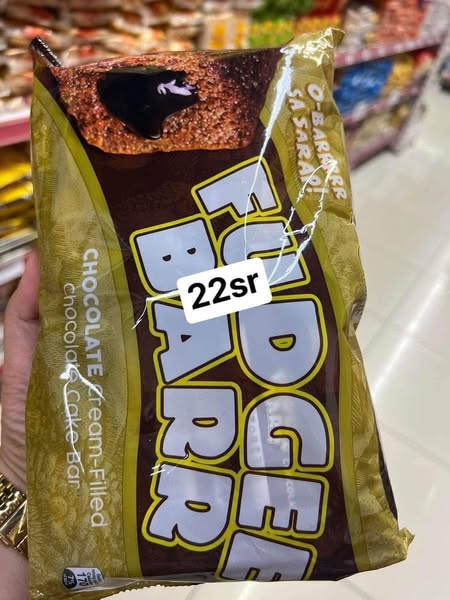 O-BARRRR
SA SARAP!
FUDGEE
BARR
22sr
CHOCOLATE Cream-Filled
Chocolate Cake Bar